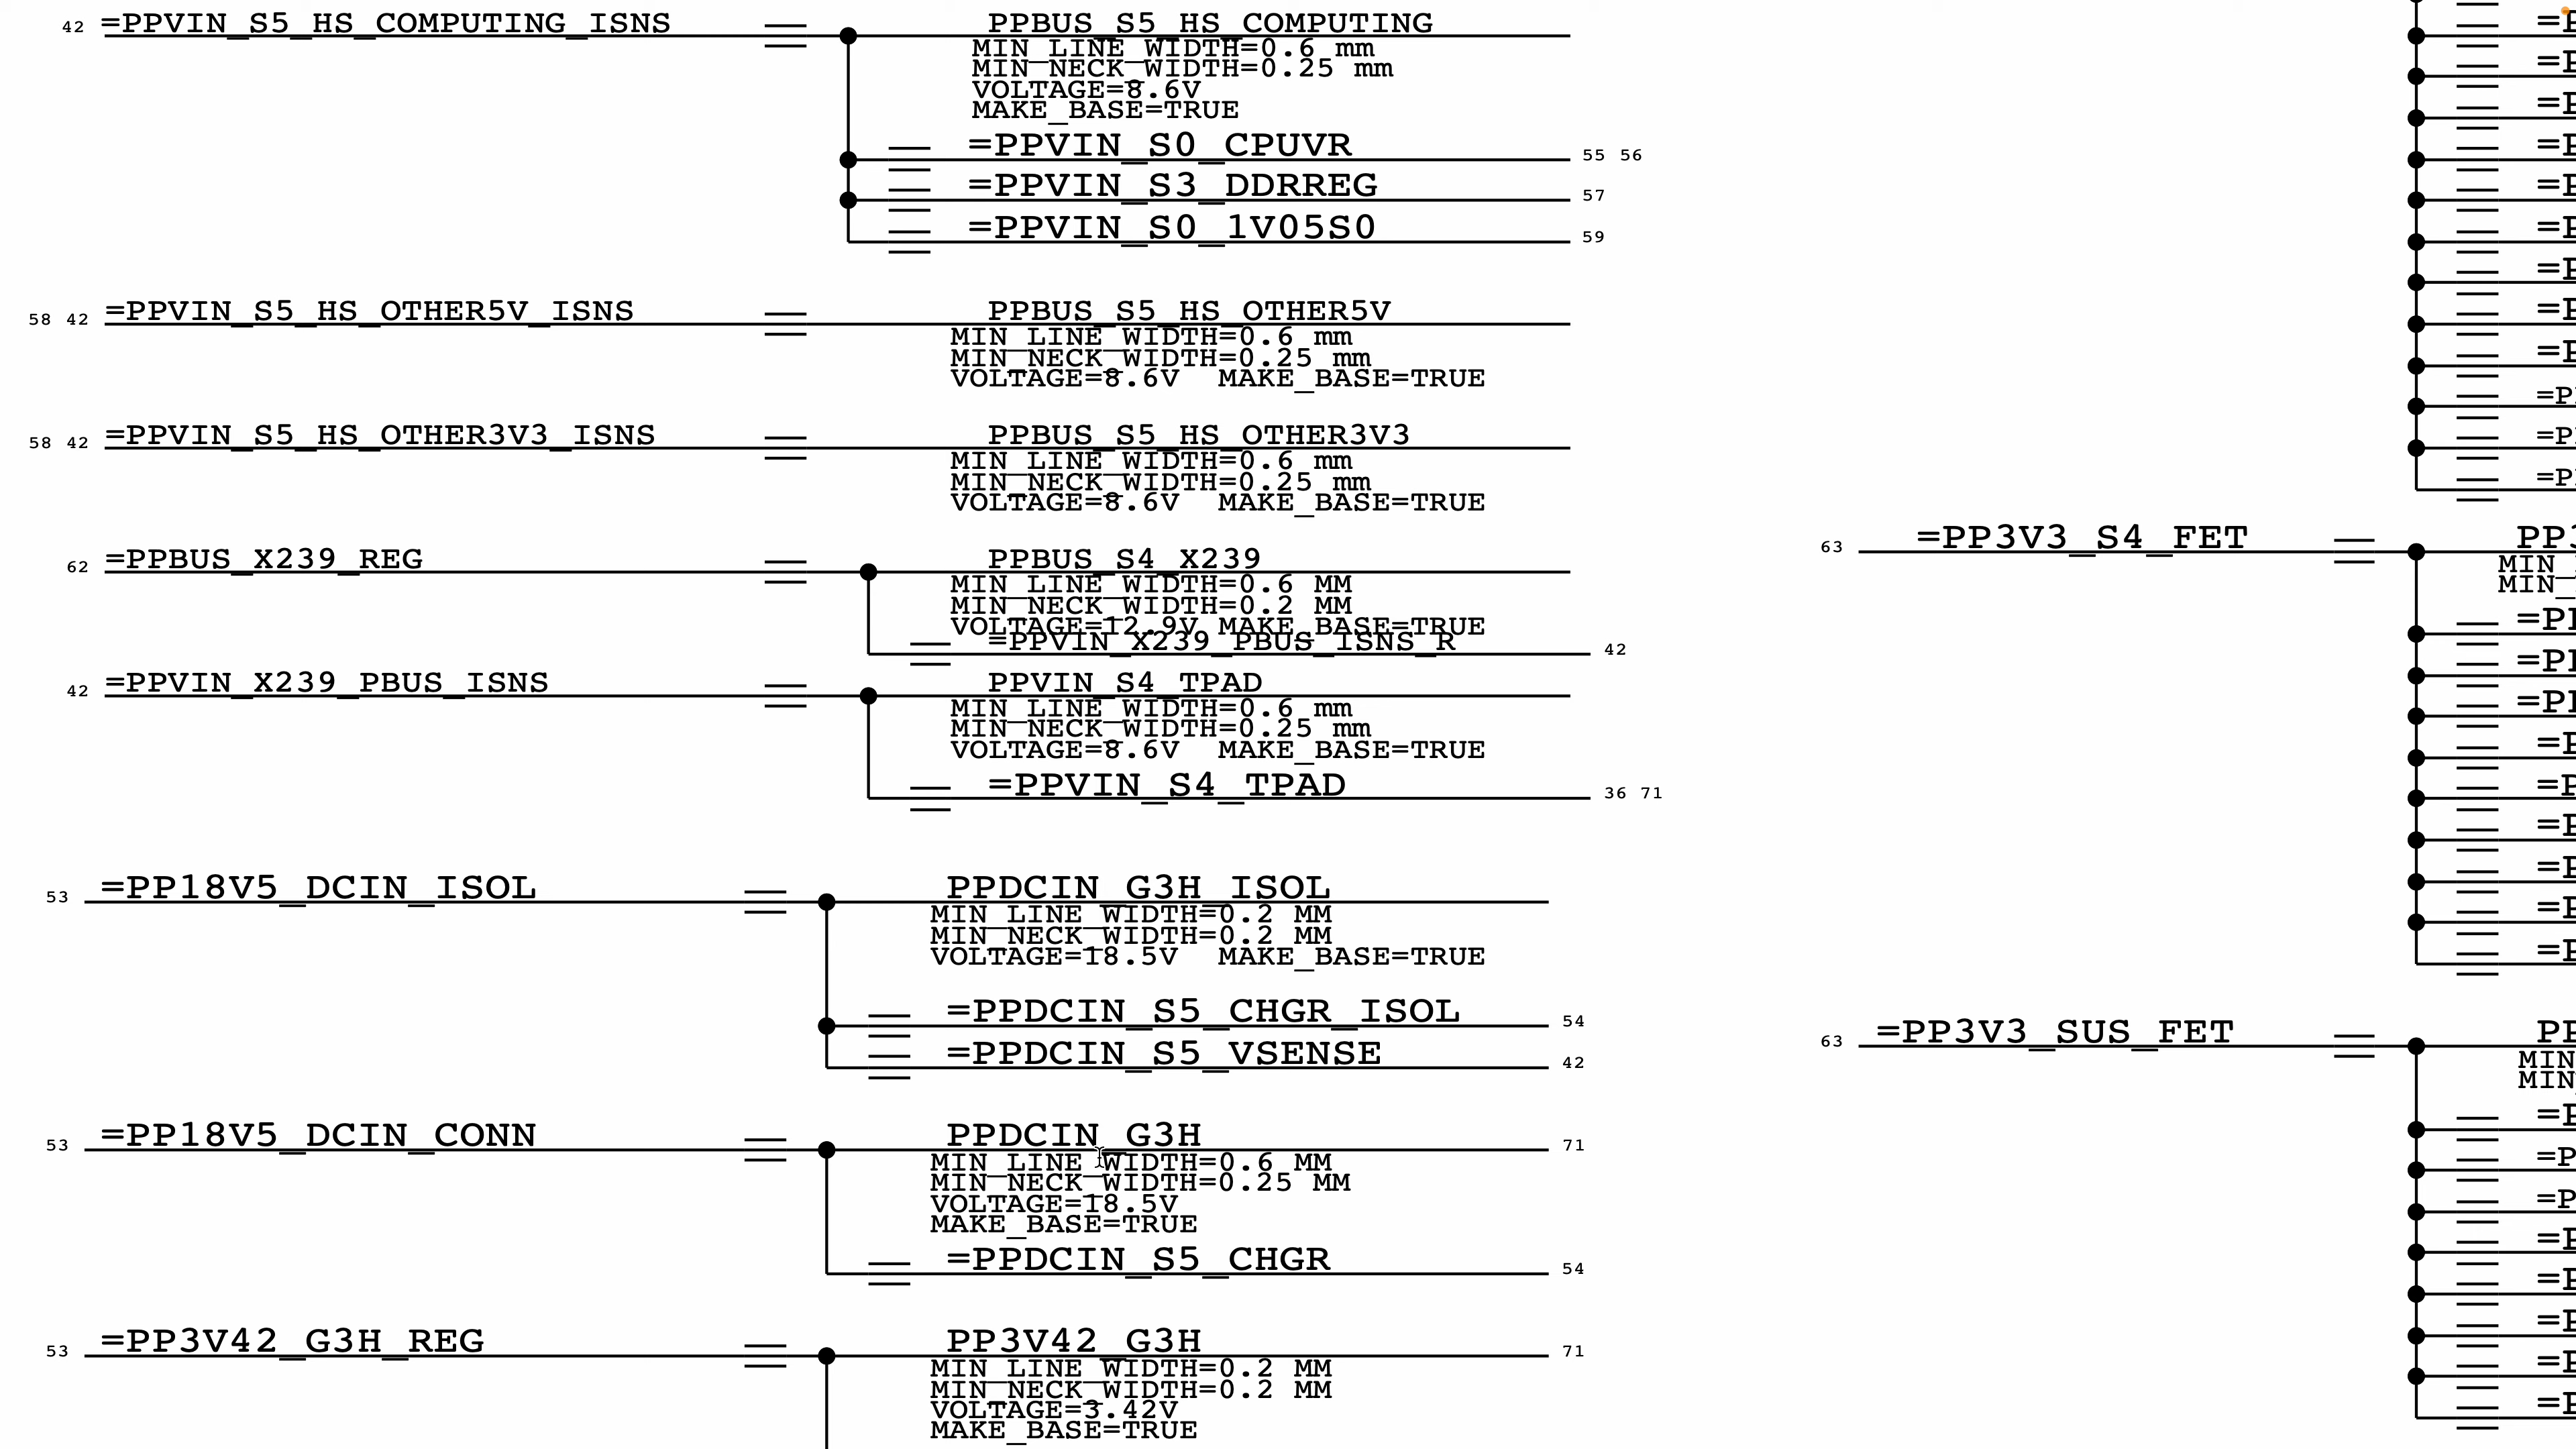 42 =PPVIN_S5_HS_COMPUTING_ISNS PPBUS_S5_HS_COMPUTING
MIN_LINE_WIDTH=0.6 mm
MIN_NECK_WIDTH=0.25 mm
VOLTAGE=8.6V
MAKE_BASE=TRUE
=PPVIN_S0_CPUVR 55 56
=PPVIN_S3_DDRREG 57
=PPVIN_S0_1V05S0 59
58 42 =PPVIN_S5_HS_OTHER5V_ISNS PPBUS_S5_HS_OTHER5V
MIN_LINE_WIDTH=0.6 mm
MIN_NECK_WIDTH=0.25 mm
VOLTAGE=8.6V MAKE_BASE=TRUE
58 42 =PPVIN_S5_HS_OTHER3V3_ISNS PPBUS_S5_HS_OTHER3V3
MIN_LINE_WIDTH=0.6 mm
MIN_NECK_WIDTH=0.25 mm
VOLTAGE=8.6V MAKE_BASE=TRUE
62 =PPBUS_X239_REG PPBUS_S4_X239
MIN_LINE_WIDTH=0.6 MM
MIN_NECK_WIDTH=0.2 MM
VOLTAGE=12.9V MAKE_BASE=TRUE
=PPVIN_X239_PBUS_ISNS_R 42
42 =PPVIN_X239_PBUS_ISNS PPVIN_S4_TPAD
MIN_LINE_WIDTH=0.6 mm
MIN_NECK_WIDTH=0.25 mm
VOLTAGE=8.6V MAKE_BASE=TRUE
=PPVIN_S4_TPAD 36 71
53 =PP18V5_DCIN_ISOL PPDCIN_G3H_ISOL
MIN_LINE_WIDTH=0.2 MM
MIN_NECK_WIDTH=0.2 MM
VOLTAGE=18.5V MAKE_BASE=TRUE
=PPDCIN_S5_CHGR_ISOL 54
=PPDCIN_S5_VSENSE 42
53 =PP18V5_DCIN_CONN PPDCIN_G3H 71
MIN_LINE_WIDTH=0.6 MM
MIN_NECK_WIDTH=0.25 MM
VOLTAGE=18.5V
MAKE_BASE=TRUE
=PPDCIN_S5_CHGR 54
53 =PP3V42_G3H_REG PP3V42_G3H 71
MIN_LINE_WIDTH=0.2 MM
MIN_NECK_WIDTH=0.2 MM
VOLTAGE=3.42V
MAKE_BASE=TRUE
63 =PP3V3_S4_FET
MIN_
MIN_
63 =PP3V3_SUS_FET
MIN
MIN